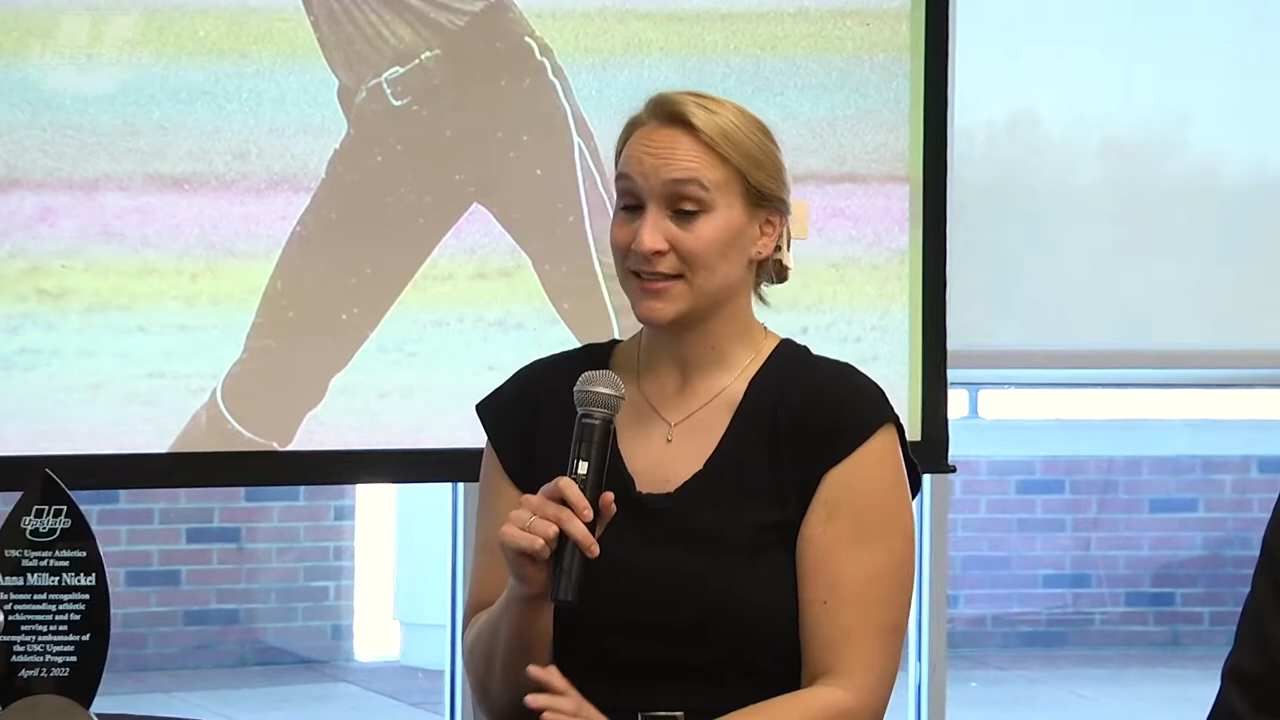 Upstate
USC Upstate Athletics
Hall of Fame
Anna Miller Nickel
In honor and recognition
of outstanding athletic
achievement and for
serving as an
exemplary ambassador of
the USC Upstate
Athletics Program
April 2, 2022